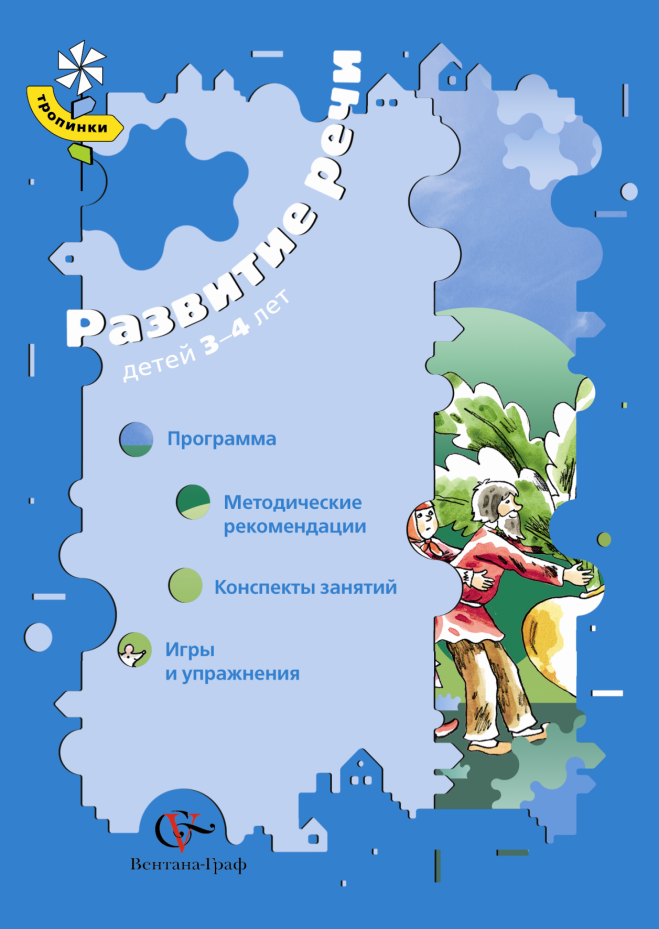 тропинки
Развитие речи
детей 3–4 лет
Программа
Методические
рекомендации
Конспекты занятий
Игры
и упражнения
Вентана-Граф